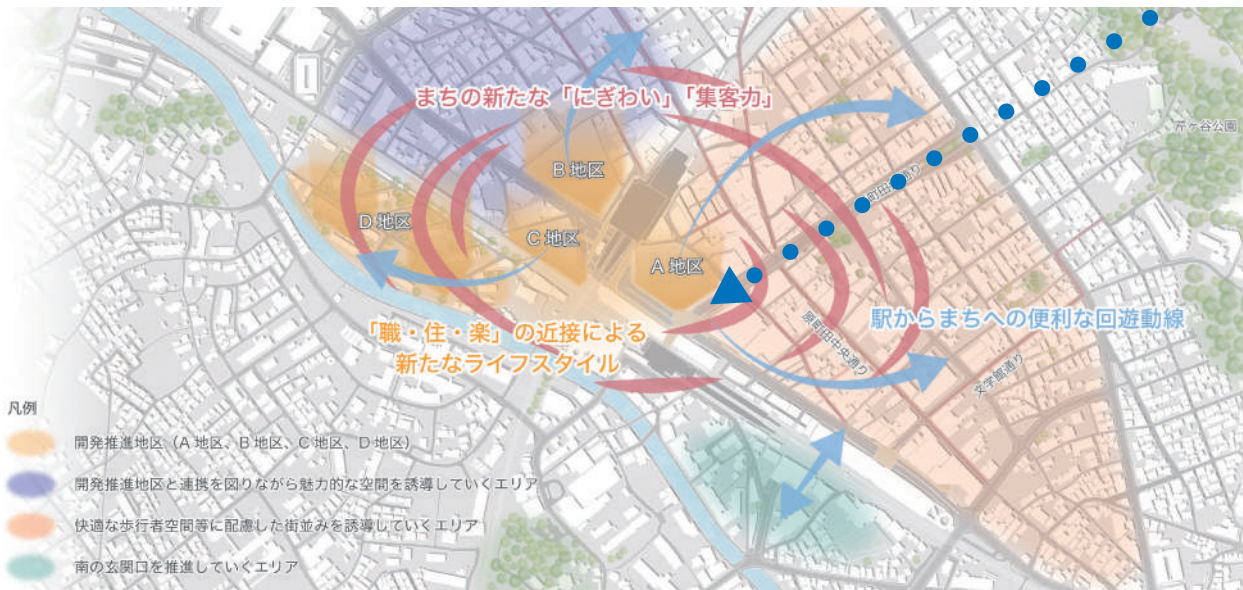 まちの新たな「にぎわい」「集客力」
芹ヶ谷公園
B 地区
D 地区
C 地区
A 地区
駅からまちへの便利な回遊動線
「職・住・楽」の近接による
新たなライフスタイル
原町田中央通り
文学館通り
凡例
開発推進地区（A 地区、B 地区、C 地区、D 地区）
開発推進地区と連携を図りながら魅力的な空間を誘導していくエリア
快適な歩行者空間等に配慮した街並みを誘導していくエリア
南の玄関口を推進していくエリア